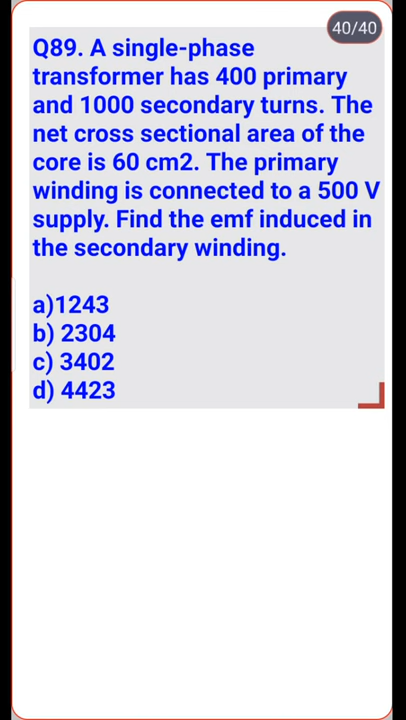 40/40
Q89. A single-phase
transformer has 400 primary
and 1000 secondary turns. The
net cross sectional area of the
core is 60 cm2. The primary
winding is connected to a 500 V
supply. Find the emf induced in
the secondary winding.
a)1243
b) 2304
c) 3402
d) 4423